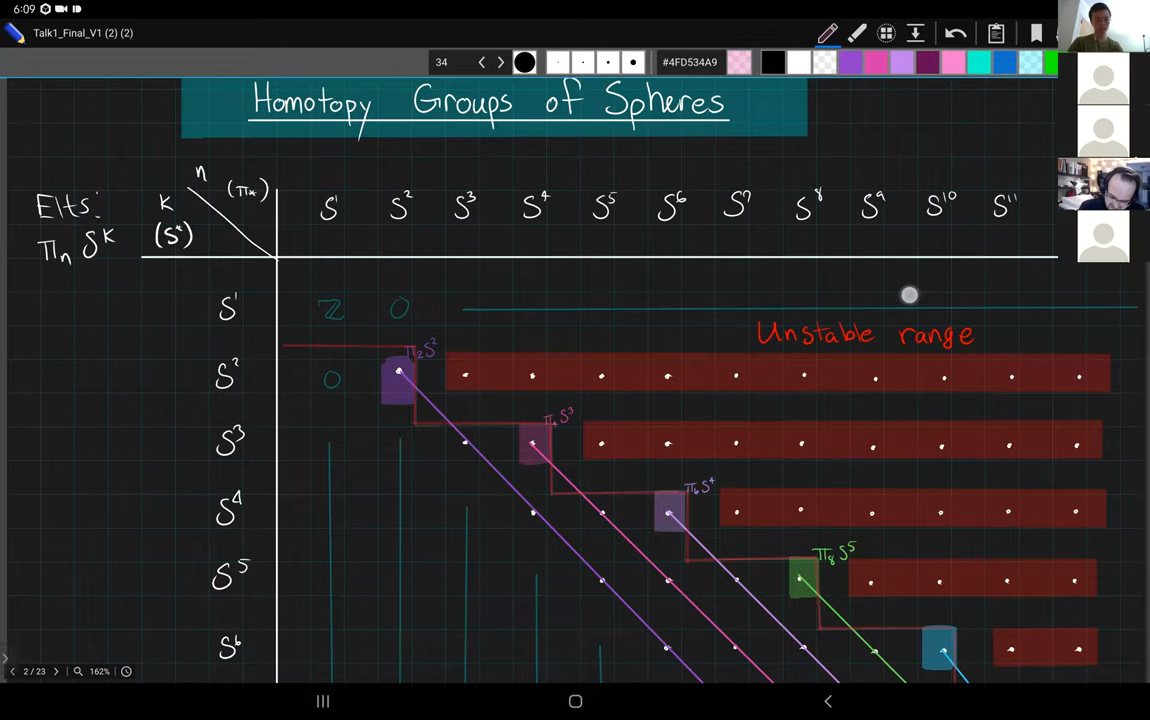 6:09
Talk1_Final_V1 (2) (2)
34
#4FD534A9
Homotopy Groups of Spheres
Elts:
πₙ Sᵏ
n (π*)
k
(S*)
S¹ S² S³ S⁴ S⁵ S⁶ S⁷ S⁸ S⁹ S¹⁰ S¹¹
S¹ ℤ 0
Unstable range
π₂S²
S² 0
π₄S³
S³
π₆S⁴
S⁴
π₈S⁵
S⁵
S⁶
2 / 23
162%